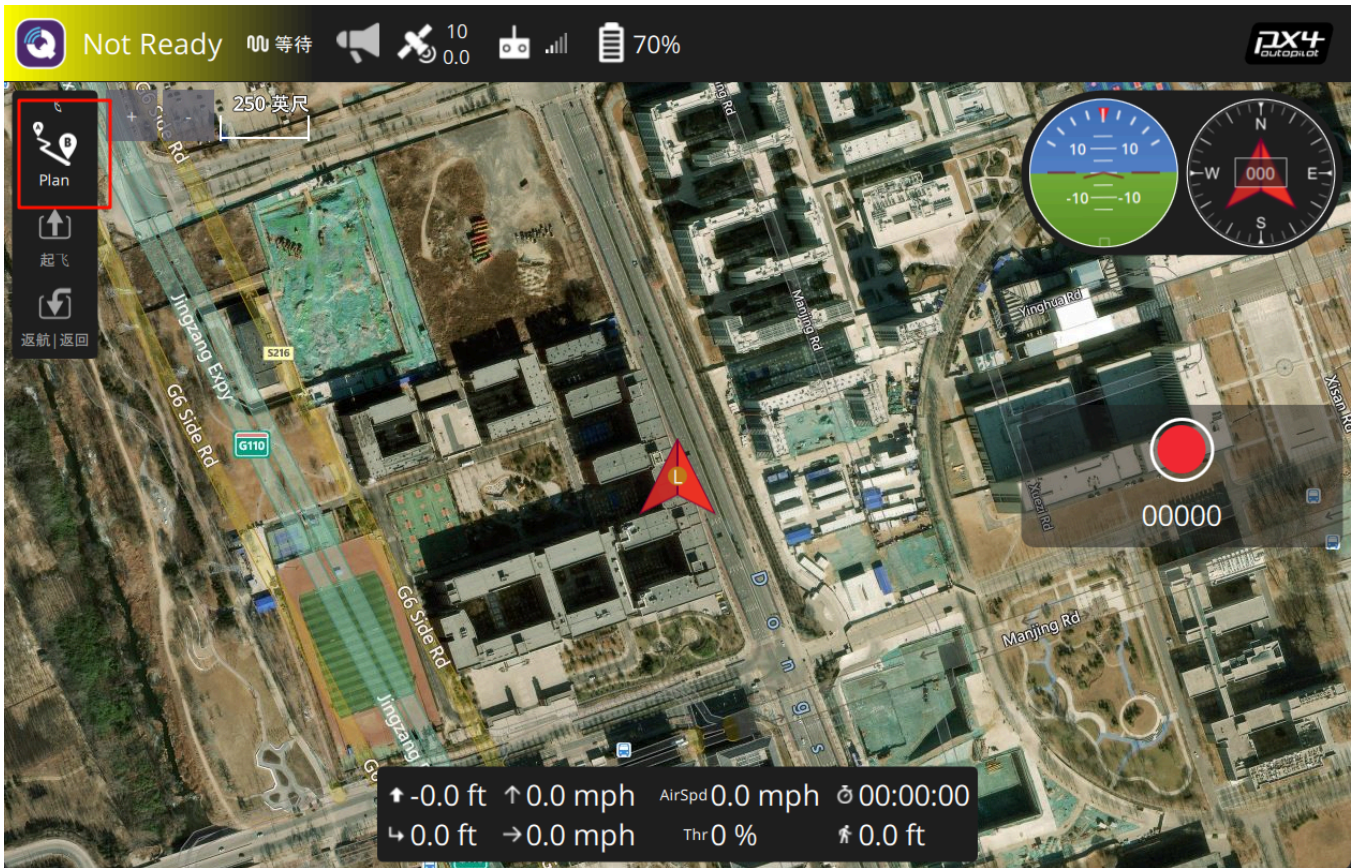 Not Ready
等待
10
0.0
70%
px4
autopilot
Plan
起飞
返航|返回
+
-
250 英尺
G6 Side Rd
Jingzang Expy
S216
G6 Side Rd
G110
G6 Side Rd
Jingzang
Manjing Rd
Yinghua Rd
Xisan Rd
Xuezi Rd
Manjing Rd
D o n g s
L
10 10
-10 -10
N
W 000 E
S
00000
-0.0 ft 0.0 mph AirSpd 0.0 mph 00:00:00
0.0 ft 0.0 mph Thr 0 % 0.0 ft